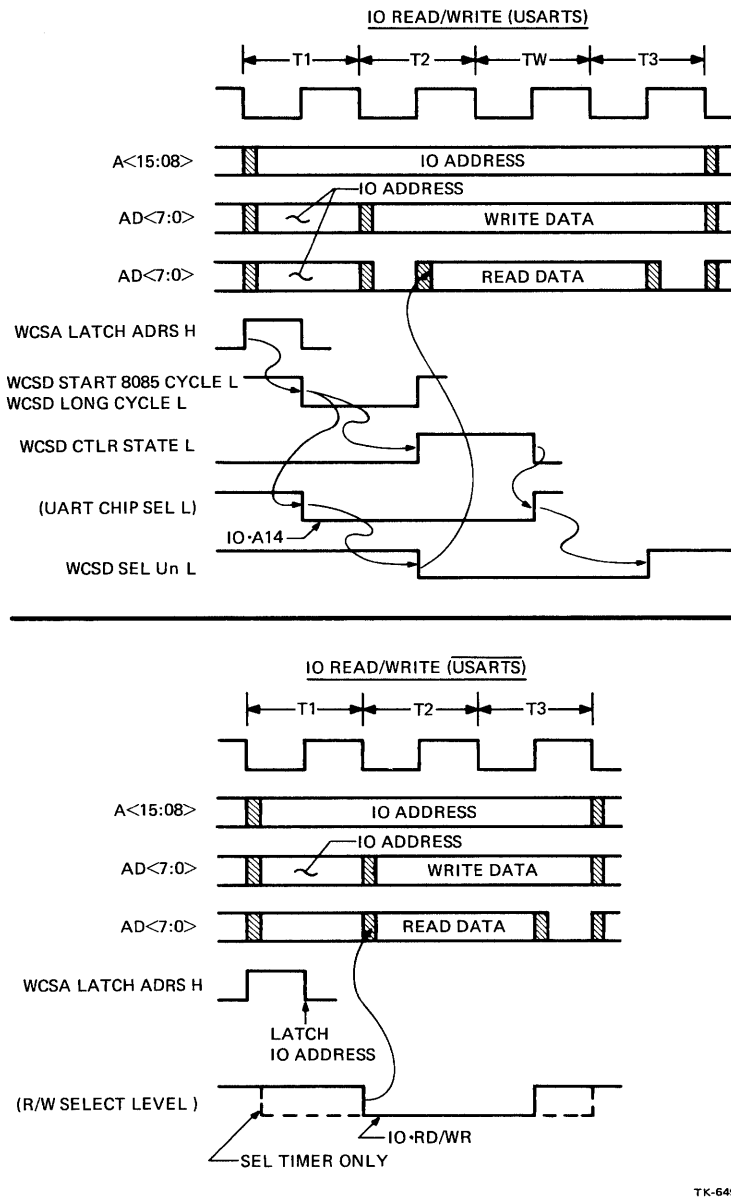 IO READ/WRITE (USARTS)
T1 T2 TW T3
A<15:08> IO ADDRESS
IO ADDRESS
AD<7:0> WRITE DATA
AD<7:0> READ DATA
WCSA LATCH ADRS H
WCSD START 8085 CYCLE L
WCSD LONG CYCLE L
WCSD CTLR STATE L
(UART CHIP SEL L)
IO•A14
WCSD SEL Un L
IO READ/WRITE (USARTS)
T1 T2 T3
A<15:08> IO ADDRESS
IO ADDRESS
AD<7:0> WRITE DATA
AD<7:0> READ DATA
WCSA LATCH ADRS H
LATCH
IO ADDRESS
(R/W SELECT LEVEL )
IO•RD/WR
SEL TIMER ONLY